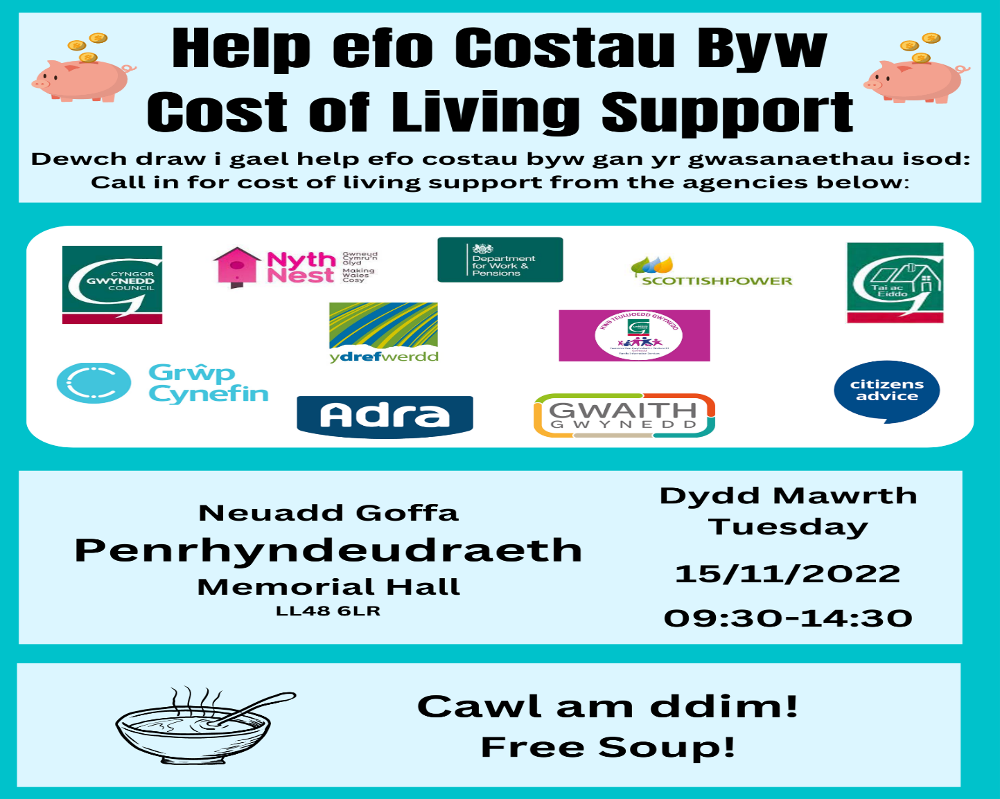 Help efo Costau Byw
Cost of Living Support
Dewch draw i gael help efo costau byw gan yr gwasanaethau isod:
Call in for cost of living support from the agencies below:
CYNGOR
GWYNEDD
COUNCIL
Nyth
Nest
Gwneud
Cymru'n
Glyd
Making
Wales
Cosy
Department
for Work &
Pensions
SCOTTISHPOWER
Tai ac
Eiddo
ydrefwerdd
HWB TEULUOEDD GWYNEDD
Family Information Service
Grŵp
Cynefin
Adra
GWAITH
GWYNEDD
citizens
advice
Neuadd Goffa
Penrhyndeudraeth
Memorial Hall
LL48 6LR
Dydd Mawrth
Tuesday
15/11/2022
09:30-14:30
Cawl am ddim!
Free Soup!